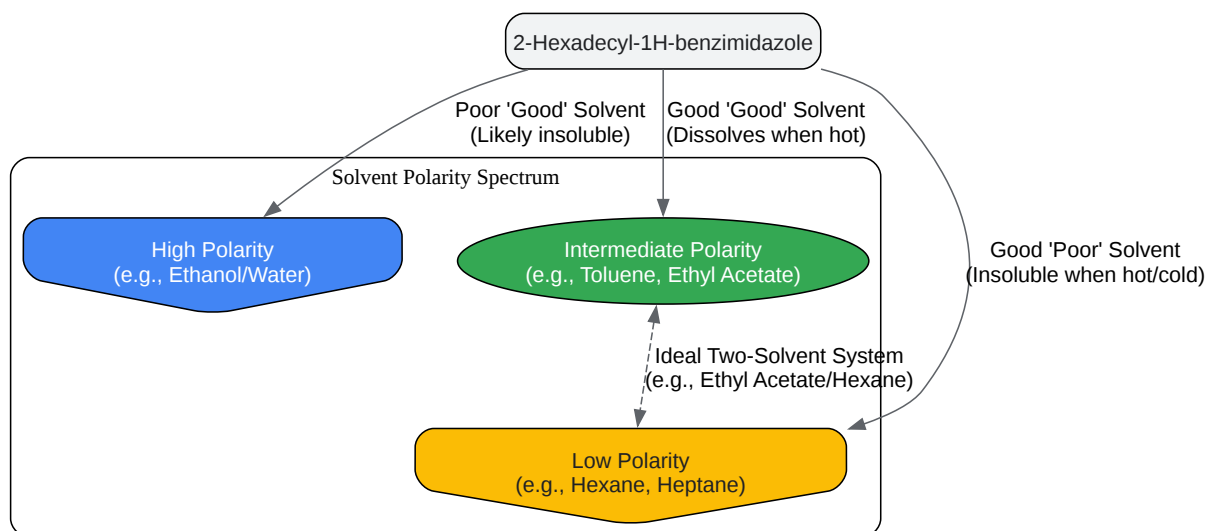 2-Hexadecyl-1H-benzimidazole
Poor 'Good' Solvent
(Likely insoluble)
Good 'Good' Solvent
(Dissolves when hot)
Solvent Polarity Spectrum
High Polarity
(e.g., Ethanol/Water)
Intermediate Polarity
(e.g., Toluene, Ethyl Acetate)
Good 'Poor' Solvent
(Insoluble when hot/cold)
Ideal Two-Solvent System
(e.g., Ethyl Acetate/Hexane)
Low Polarity
(e.g., Hexane, Heptane)